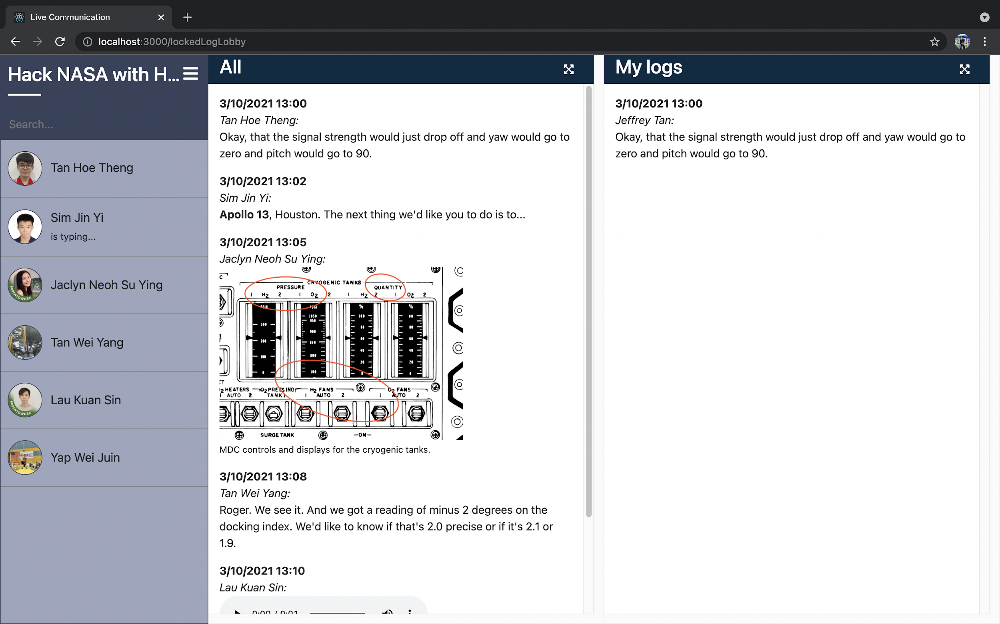 Live Communication
localhost:3000/lockedLogLobby
Hack NASA with H...
Search...
Tan Hoe Theng
Sim Jin Yi
is typing...
Jaclyn Neoh Su Ying
#OPENTOWORK
Tan Wei Yang
Lau Kuan Sin
#OPENTOWORK
Yap Wei Juin
All
3/10/2021 13:00
Tan Hoe Theng:
Okay, that the signal strength would just drop off and yaw would go to
zero and pitch would go to 90.
3/10/2021 13:02
Sim Jin Yi:
Apollo 13, Houston. The next thing we'd like you to do is to...
3/10/2021 13:05
Jaclyn Neoh Su Ying:
C
CRYOGENIC TANKS
PRESSURE QUANTITY
1 H2 2 1 O2 2 1 H2 2 1 O2 2
PSIA PSIA % %
300 200 100 0
1050 950 900 850 800 100
100 80 60 40 20 0
80 60 40 20 0
2 HEATERS O2 PRESS IND H2 FANS O2 FANS
1 AUTO 2 TANK 1 1 AUTO 2 1 AUTO 2
SURGE TANK -ON-
MDC controls and displays for the cryogenic tanks.
3/10/2021 13:08
Tan Wei Yang:
Roger. We see it. And we got a reading of minus 2 degrees on the
docking index. We'd like to know if that's 2.0 precise or if it's 2.1 or
1.9.
3/10/2021 13:10
Lau Kuan Sin:
0:00 / 0:01
My logs
3/10/2021 13:00
Jeffrey Tan:
Okay, that the signal strength would just drop off and yaw would go to
zero and pitch would go to 90.